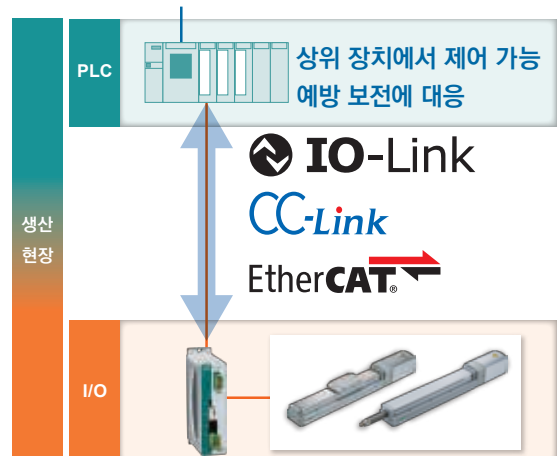 PLC
상위 장치에서 제어 가능
예방 보전에 대응
IO-Link
CC-Link
EtherCAT®
생산
현장
I/O